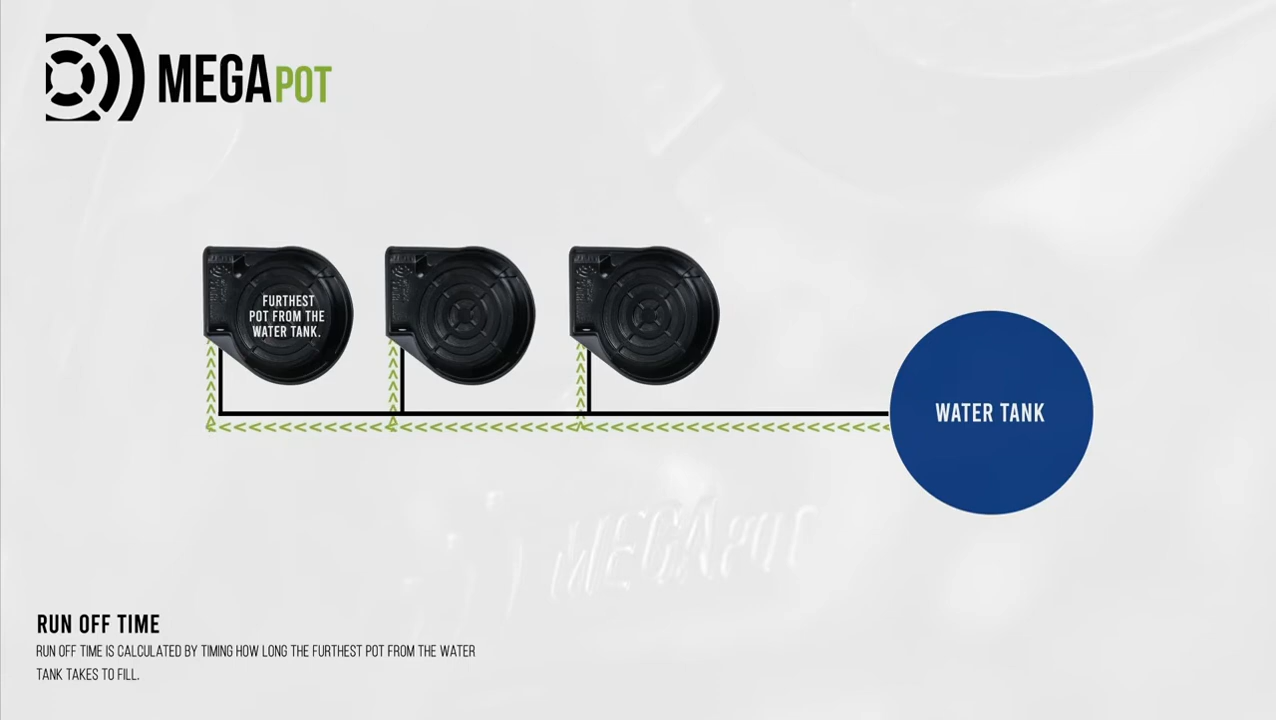 MEGAPOT
FURTHEST
POT FROM THE
WATER TANK.
WATER TANK
MEGAPOT
RUN OFF TIME
RUN OFF TIME IS CALCULATED BY TIMING HOW LONG THE FURTHEST POT FROM THE WATER
TANK TAKES TO FILL.